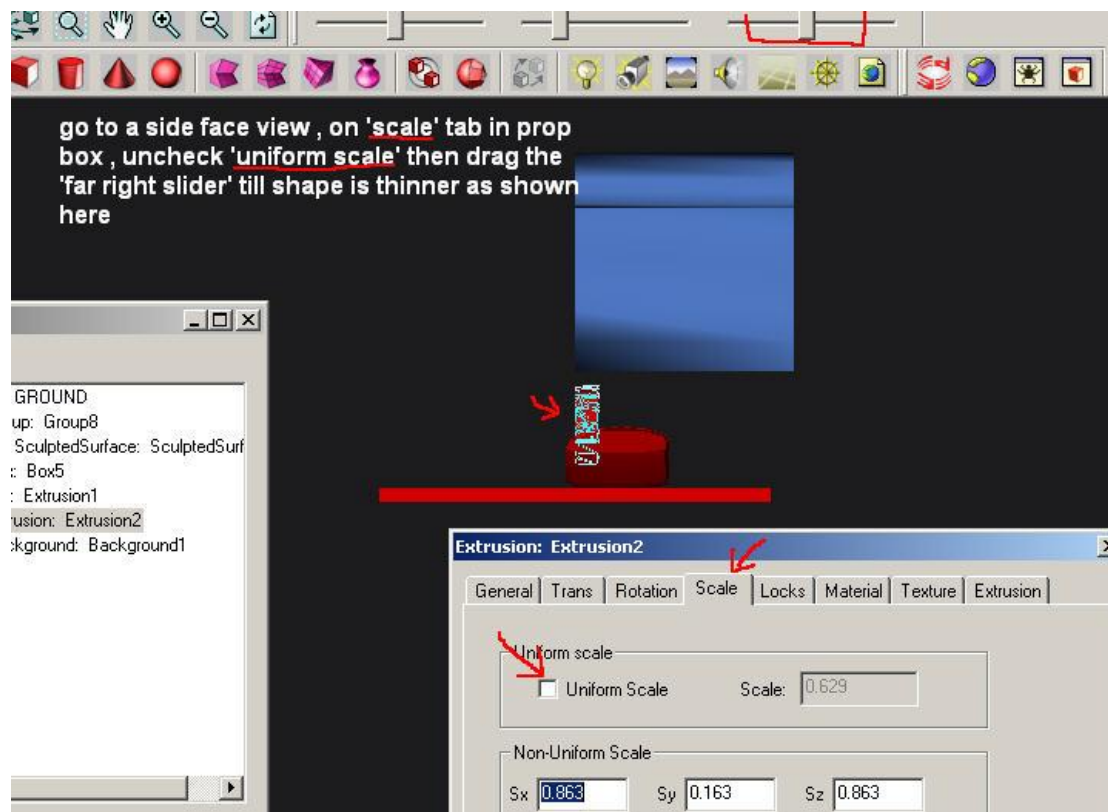 go to a side face view , on 'scale' tab in prop
box , uncheck 'uniform scale' then drag the
'far right slider' till shape is thinner as shown
here
GROUND
up: Group8
SculptedSurface: SculptedSurf
x: Box5
: Extrusion1
rusion: Extrusion2
ckground: Background1
Extrusion: Extrusion2
General Trans Rotation Scale Locks Material Texture Extrusion
Uniform scale
Uniform Scale Scale: 0.629
Non-Uniform Scale
Sx 0.863 Sy 0.163 Sz 0.863